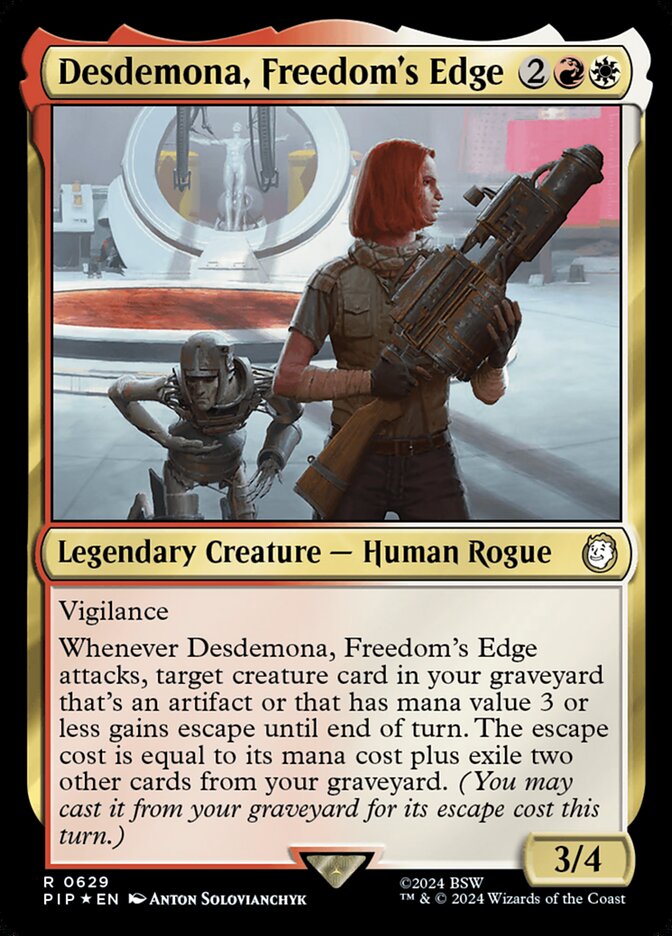 Desdemona, Freedom's Edge 2
Legendary Creature — Human Rogue
Vigilance
Whenever Desdemona, Freedom's Edge
attacks, target creature card in your graveyard
that's an artifact or that has mana value 3 or
less gains escape until end of turn. The escape
cost is equal to its mana cost plus exile two
other cards from your graveyard. (You may
cast it from your graveyard for its escape cost this
turn.)
3/4
R 0629
PIP ★ EN Anton Solovianchyk
©2024 BSW
™ & © 2024 Wizards of the Coast